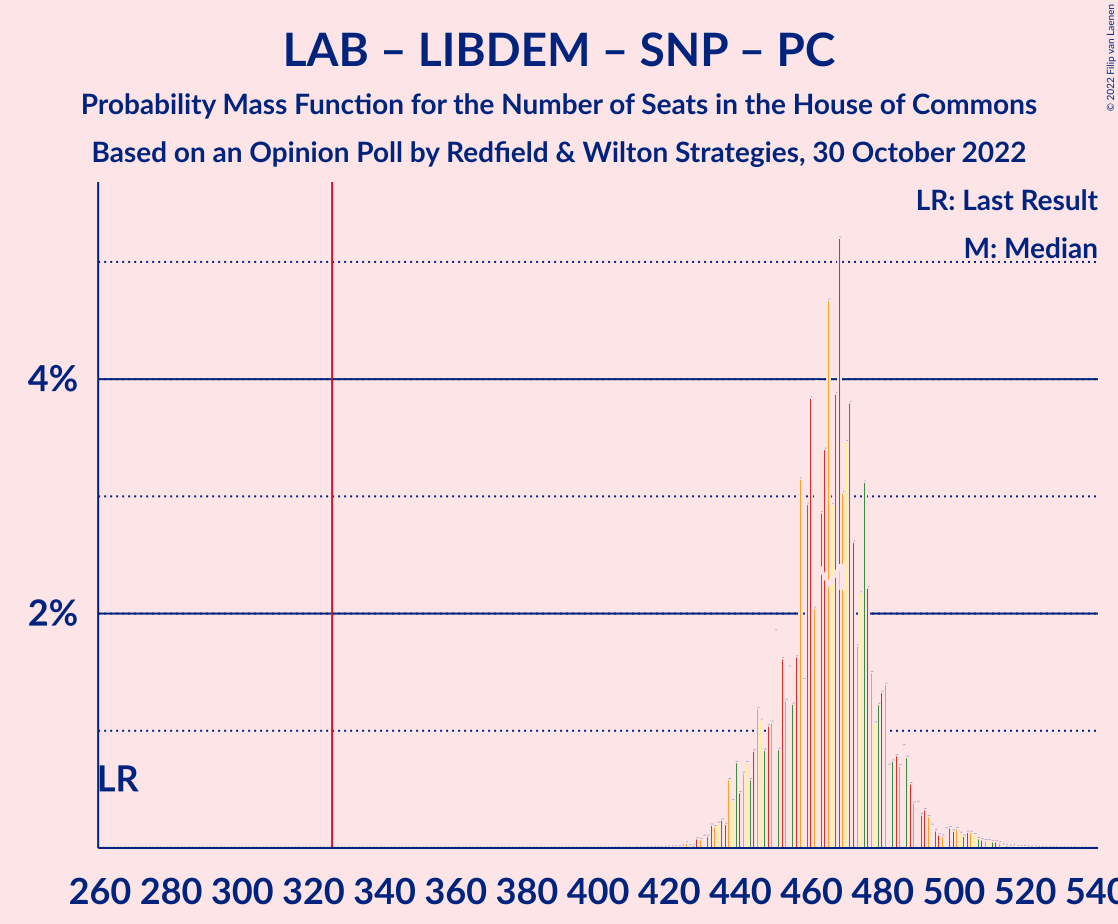 LAB – LIBDEM – SNP – PC
Probability Mass Function for the Number of Seats in the House of Commons
Based on an Opinion Poll by Redfield & Wilton Strategies, 30 October 2022
© 2022 Filip van Laenen
LR: Last Result
M: Median
4%
2%
LR
M
260 280 300 320 340 360 380 400 420 440 460 480 500 520 540